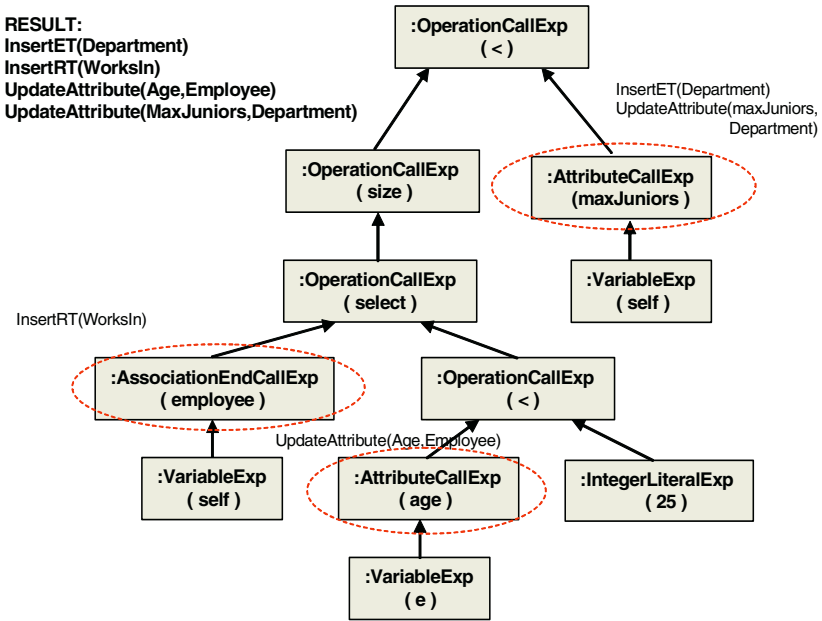 RESULT:
InsertET(Department)
InsertRT(WorksIn)
UpdateAttribute(Age,Employee)
UpdateAttribute(MaxJuniors,Department)
:OperationCallExp
( < )
InsertET(Department)
UpdateAttribute(maxJuniors,
Department)
:OperationCallExp
( size )
:AttributeCallExp
(maxJuniors )
:OperationCallExp
( select )
:VariableExp
( self )
InsertRT(WorksIn)
:AssociationEndCallExp
( employee )
:OperationCallExp
( < )
UpdateAttribute(Age,Employee)
:VariableExp
( self )
:AttributeCallExp
( age )
:IntegerLiteralExp
( 25 )
:VariableExp
( e )